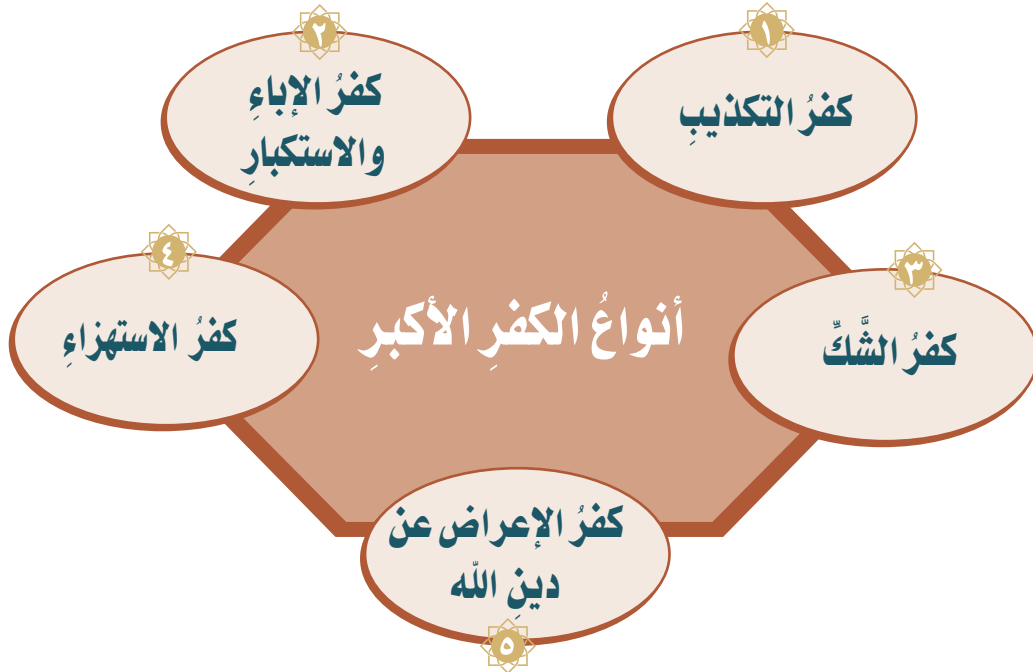 أنواعُ الكفرِ الأكبرِ
١
كفرُ التكذيبِ
٢
كفرُ الإباءِ
والاستكبارِ
٣
كفرُ الشَّكِّ
٤
كفرُ الاستهزاءِ
كفرُ الإعراض عن
دينِ الله
٥